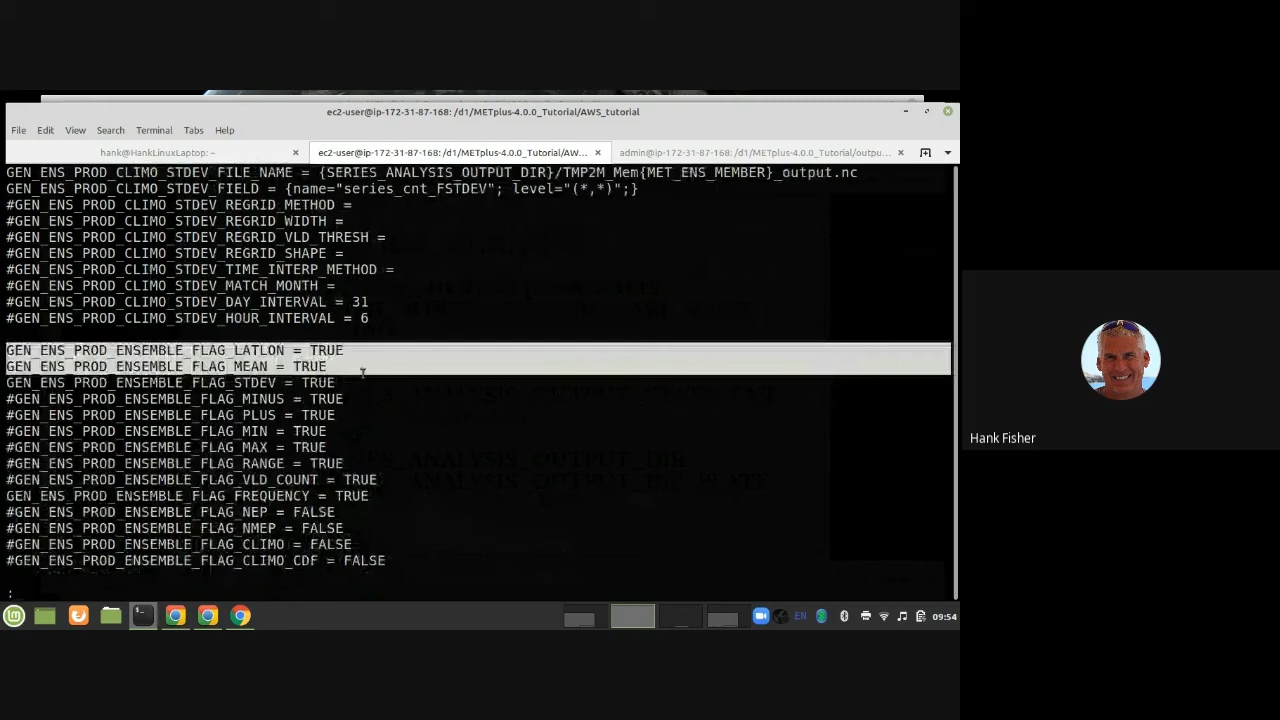 ec2-user@ip-172-31-87-168: /d1/METplus-4.0.0_Tutorial/AWS_tutorial
File Edit View Search Terminal Tabs Help
hank@HankLinuxLaptop: ~
ec2-user@ip-172-31-87-168: /d1/METplus-4.0.0_Tutorial/AW...
admin@ip-172-31-87-168: /d1/METplus-4.0.0_Tutorial/outpu...
GEN_ENS_PROD_CLIMO_STDEV_FILE_NAME = {SERIES_ANALYSIS_OUTPUT_DIR}/TMP2M_Mem{MET_ENS_MEMBER}_output.nc
GEN_ENS_PROD_CLIMO_STDEV_FIELD = {name="series_cnt_FSTDEV"; level="(*,*)";}
#GEN_ENS_PROD_CLIMO_STDEV_REGRID_METHOD =
#GEN_ENS_PROD_CLIMO_STDEV_REGRID_WIDTH =
#GEN_ENS_PROD_CLIMO_STDEV_REGRID_VLD_THRESH =
#GEN_ENS_PROD_CLIMO_STDEV_REGRID_SHAPE =
#GEN_ENS_PROD_CLIMO_STDEV_TIME_INTERP_METHOD =
#GEN_ENS_PROD_CLIMO_STDEV_MATCH_MONTH =
#GEN_ENS_PROD_CLIMO_STDEV_DAY_INTERVAL = 31
#GEN_ENS_PROD_CLIMO_STDEV_HOUR_INTERVAL = 6
GEN_ENS_PROD_ENSEMBLE_FLAG_LATLON = TRUE
GEN_ENS_PROD_ENSEMBLE_FLAG_MEAN = TRUE
GEN_ENS_PROD_ENSEMBLE_FLAG_STDEV = TRUE
#GEN_ENS_PROD_ENSEMBLE_FLAG_MINUS = TRUE
#GEN_ENS_PROD_ENSEMBLE_FLAG_PLUS = TRUE
#GEN_ENS_PROD_ENSEMBLE_FLAG_MIN = TRUE
#GEN_ENS_PROD_ENSEMBLE_FLAG_MAX = TRUE
#GEN_ENS_PROD_ENSEMBLE_FLAG_RANGE = TRUE
#GEN_ENS_PROD_ENSEMBLE_FLAG_VLD_COUNT = TRUE
GEN_ENS_PROD_ENSEMBLE_FLAG_FREQUENCY = TRUE
#GEN_ENS_PROD_ENSEMBLE_FLAG_NEP = FALSE
#GEN_ENS_PROD_ENSEMBLE_FLAG_NMEP = FALSE
#GEN_ENS_PROD_ENSEMBLE_FLAG_CLIMO = FALSE
#GEN_ENS_PROD_ENSEMBLE_FLAG_CLIMO_CDF = FALSE
:
EN
09:54
Hank Fisher